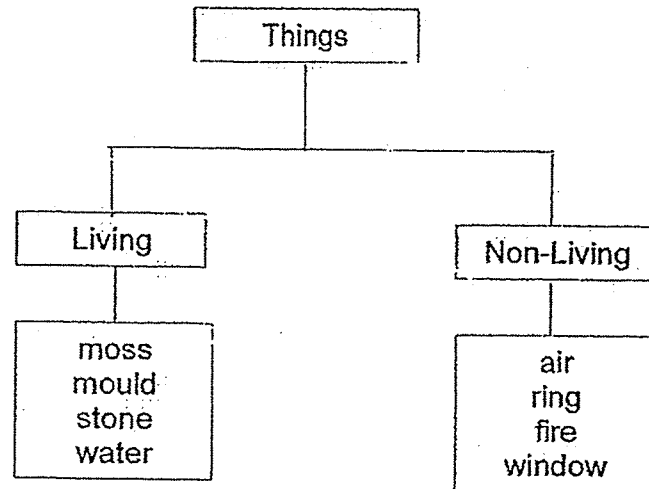 Things
Living
Non-Living
moss
mould
stone
water
air
ring
fire
window